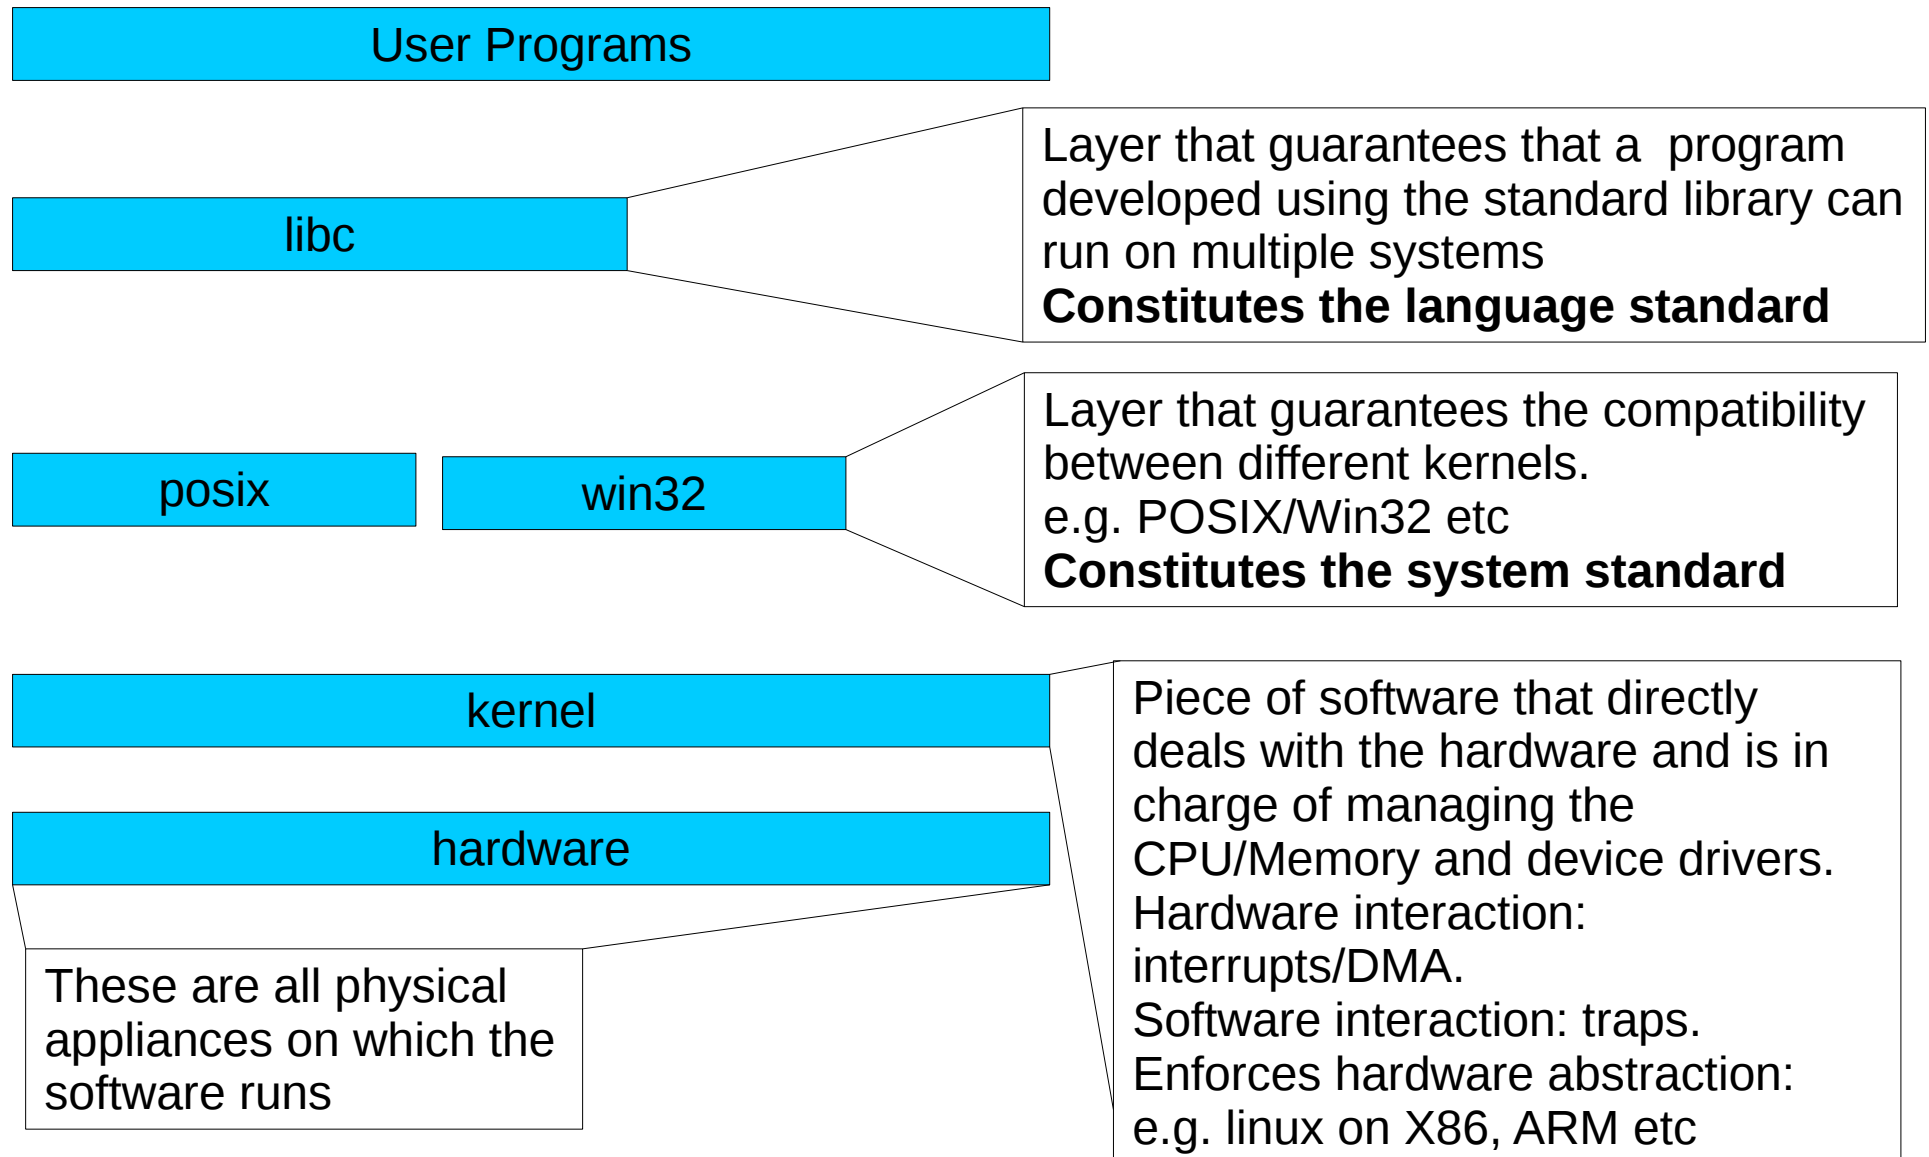 User Programs
Layer that guarantees that a  program
developed using the standard library can
run on multiple systems
Constitutes the language standard
libc
Layer that guarantees the compatibility
between different kernels.
e.g. POSIX/Win32 etc
Constitutes the system standard
posix
win32
kernel
Piece of software that directly
deals with the hardware and is in
charge of managing the
CPU/Memory and device drivers.
Hardware interaction:
interrupts/DMA.
Software interaction: traps.
Enforces hardware abstraction:
e.g. linux on X86, ARM etc
hardware
These are all physical
appliances on which the
software runs